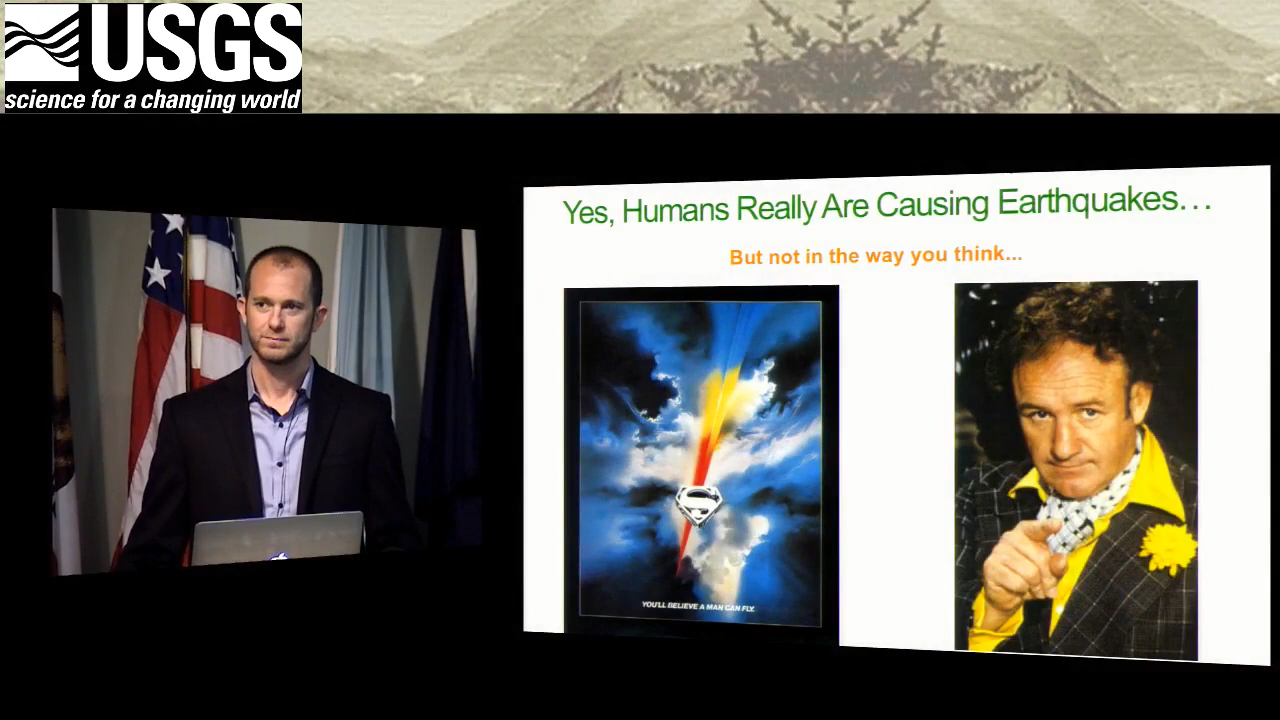 USGS
science for a changing world
Yes, Humans Really Are Causing Earthquakes…
But not in the way you think...
YOU'LL BELIEVE A MAN CAN FLY.